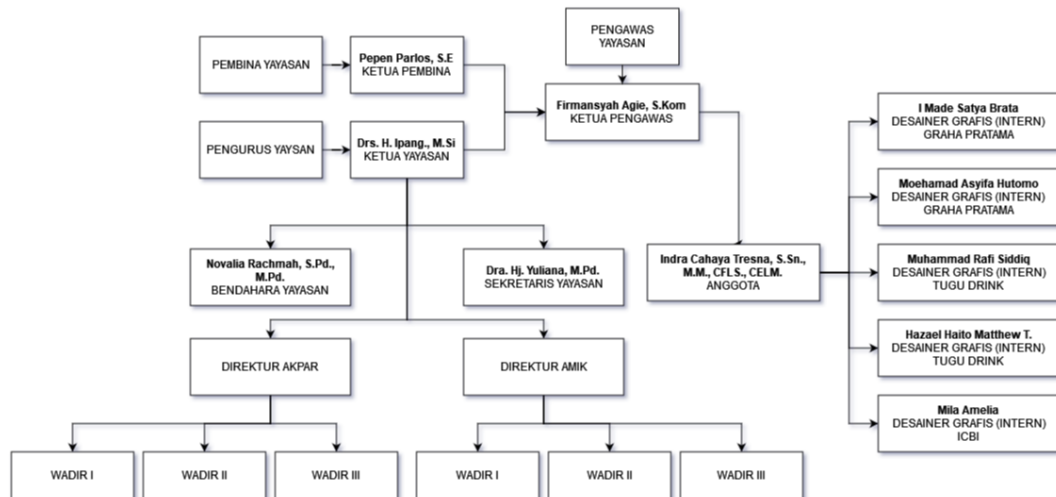 PENGAWAS
YAYASAN
PEMBINA YAYASAN
Pepen Parlos, S.E
KETUA PEMBINA
Firmansyah Agie, S.Kom
KETUA PENGAWAS
PENGURUS YAYSAN
Drs. H. Ipang., M.Si
KETUA YAYASAN
I Made Satya Brata
DESAINER GRAFIS (INTERN)
GRAHA PRATAMA
Moehamad Asyifa Hutomo
DESAINER GRAFIS (INTERN)
GRAHA PRATAMA
Novalia Rachmah, S.Pd.,
M.Pd.
BENDAHARA YAYASAN
Dra. Hj. Yuliana, M.Pd.
SEKRETARIS YAYASAN
Indra Cahaya Tresna, S.Sn.,
M.M., CFLS., CELM.
ANGGOTA
Muhammad Rafi Siddiq
DESAINER GRAFIS (INTERN)
TUGU DRINK
Hazael Haito Matthew T.
DESAINER GRAFIS (INTERN)
TUGU DRINK
DIREKTUR AKPAR
DIREKTUR AMIK
Mila Amelia
DESAINER GRAFIS (INTERN)
ICBI
WADIR I
WADIR II
WADIR III
WADIR I
WADIR II
WADIR III